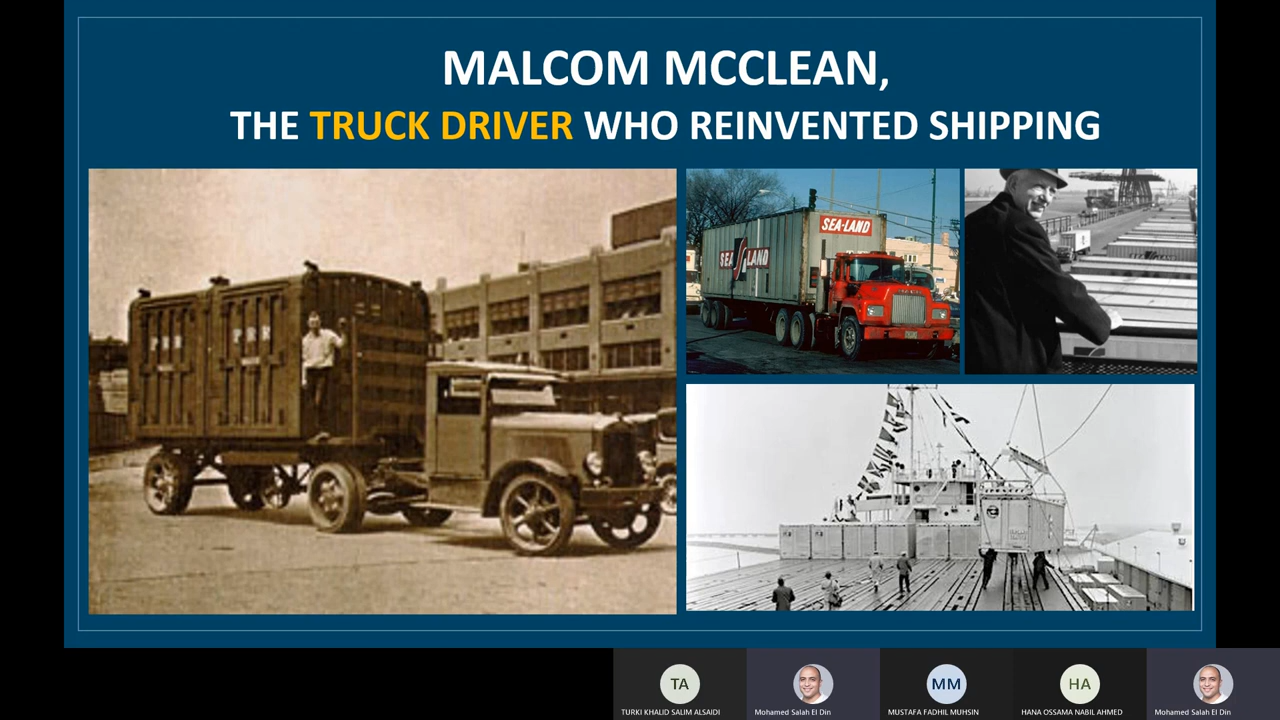 MALCOM MCCLEAN,
THE TRUCK DRIVER WHO REINVENTED SHIPPING
SEA-LAND
SEA LAND
TA
MM
HA
TURKI KHALID SALIM ALSAIDI
Mohamed Salah El Din
MUSTAFA FADHIL MUHSIN
HANA OSSAMA NABIL AHMED
Mohamed Salah El Din